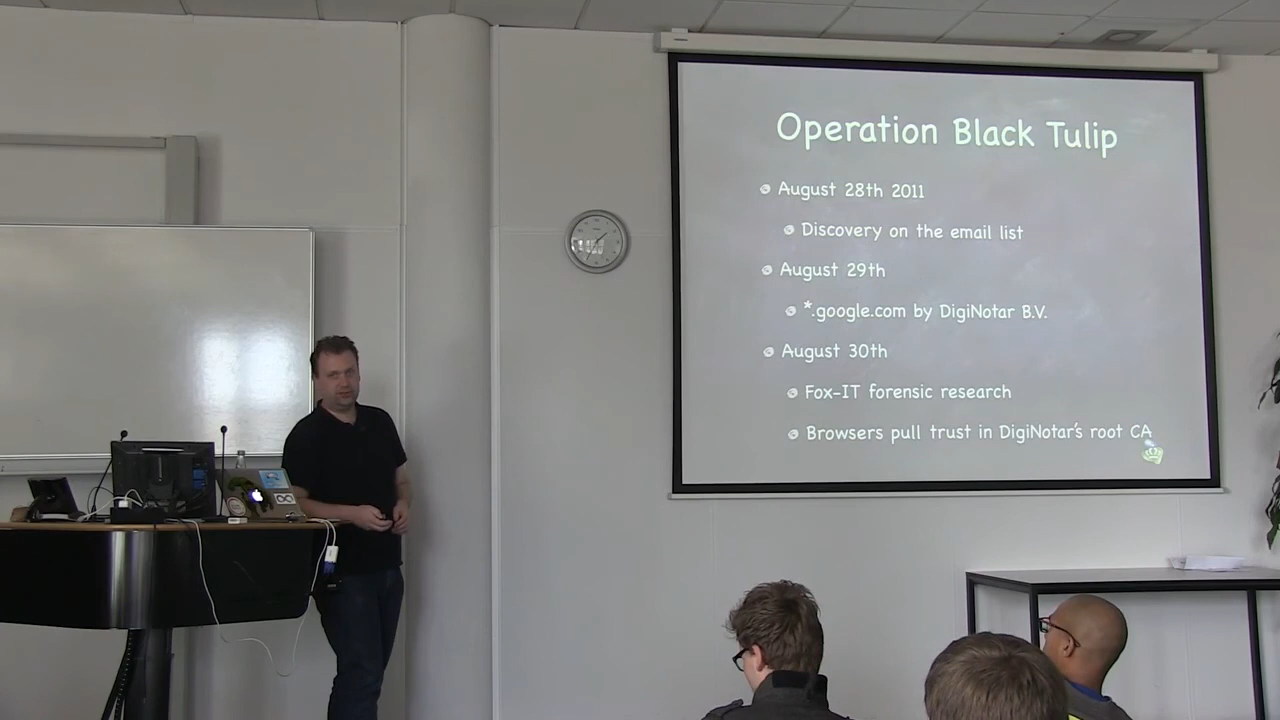 Operation Black Tulip
August 28th 2011
Discovery on the email list
August 29th
*.google.com by DigiNotar B.V.
August 30th
Fox-IT forensic research
Browsers pull trust in DigiNotar's root CA